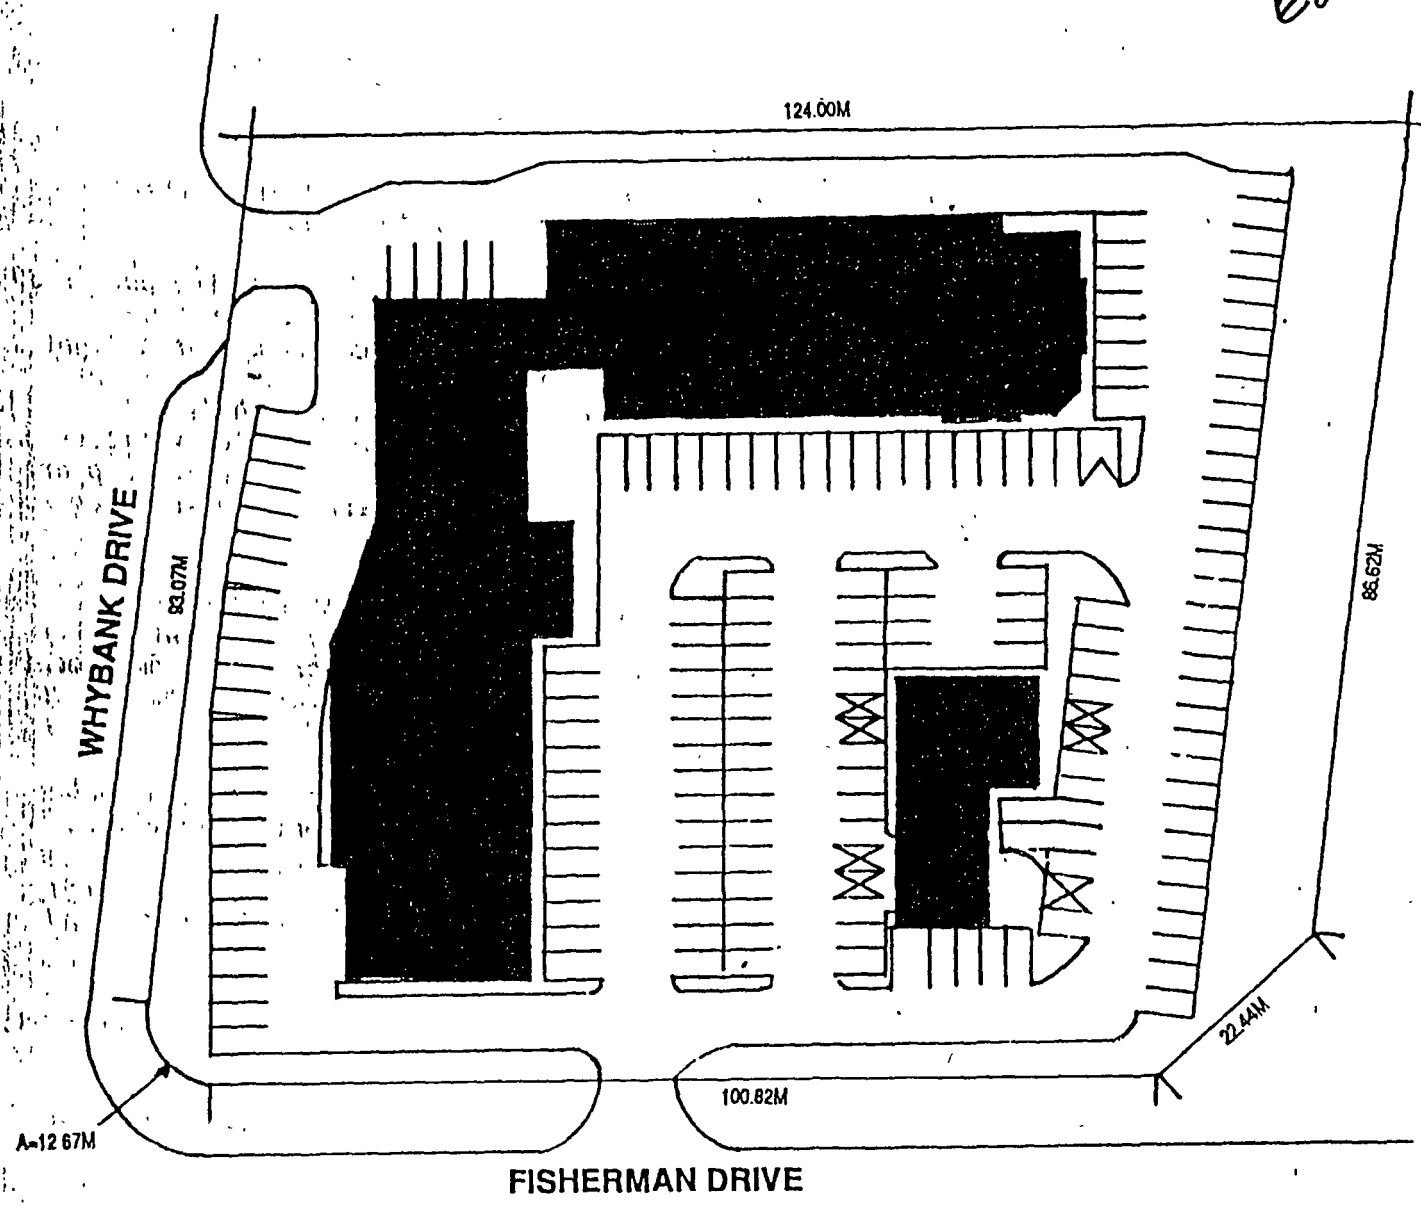 124.00M
WHYBANK DRIVE
93.07M
86.62M
22.44M
100.82M
A=12 67M
FISHERMAN DRIVE